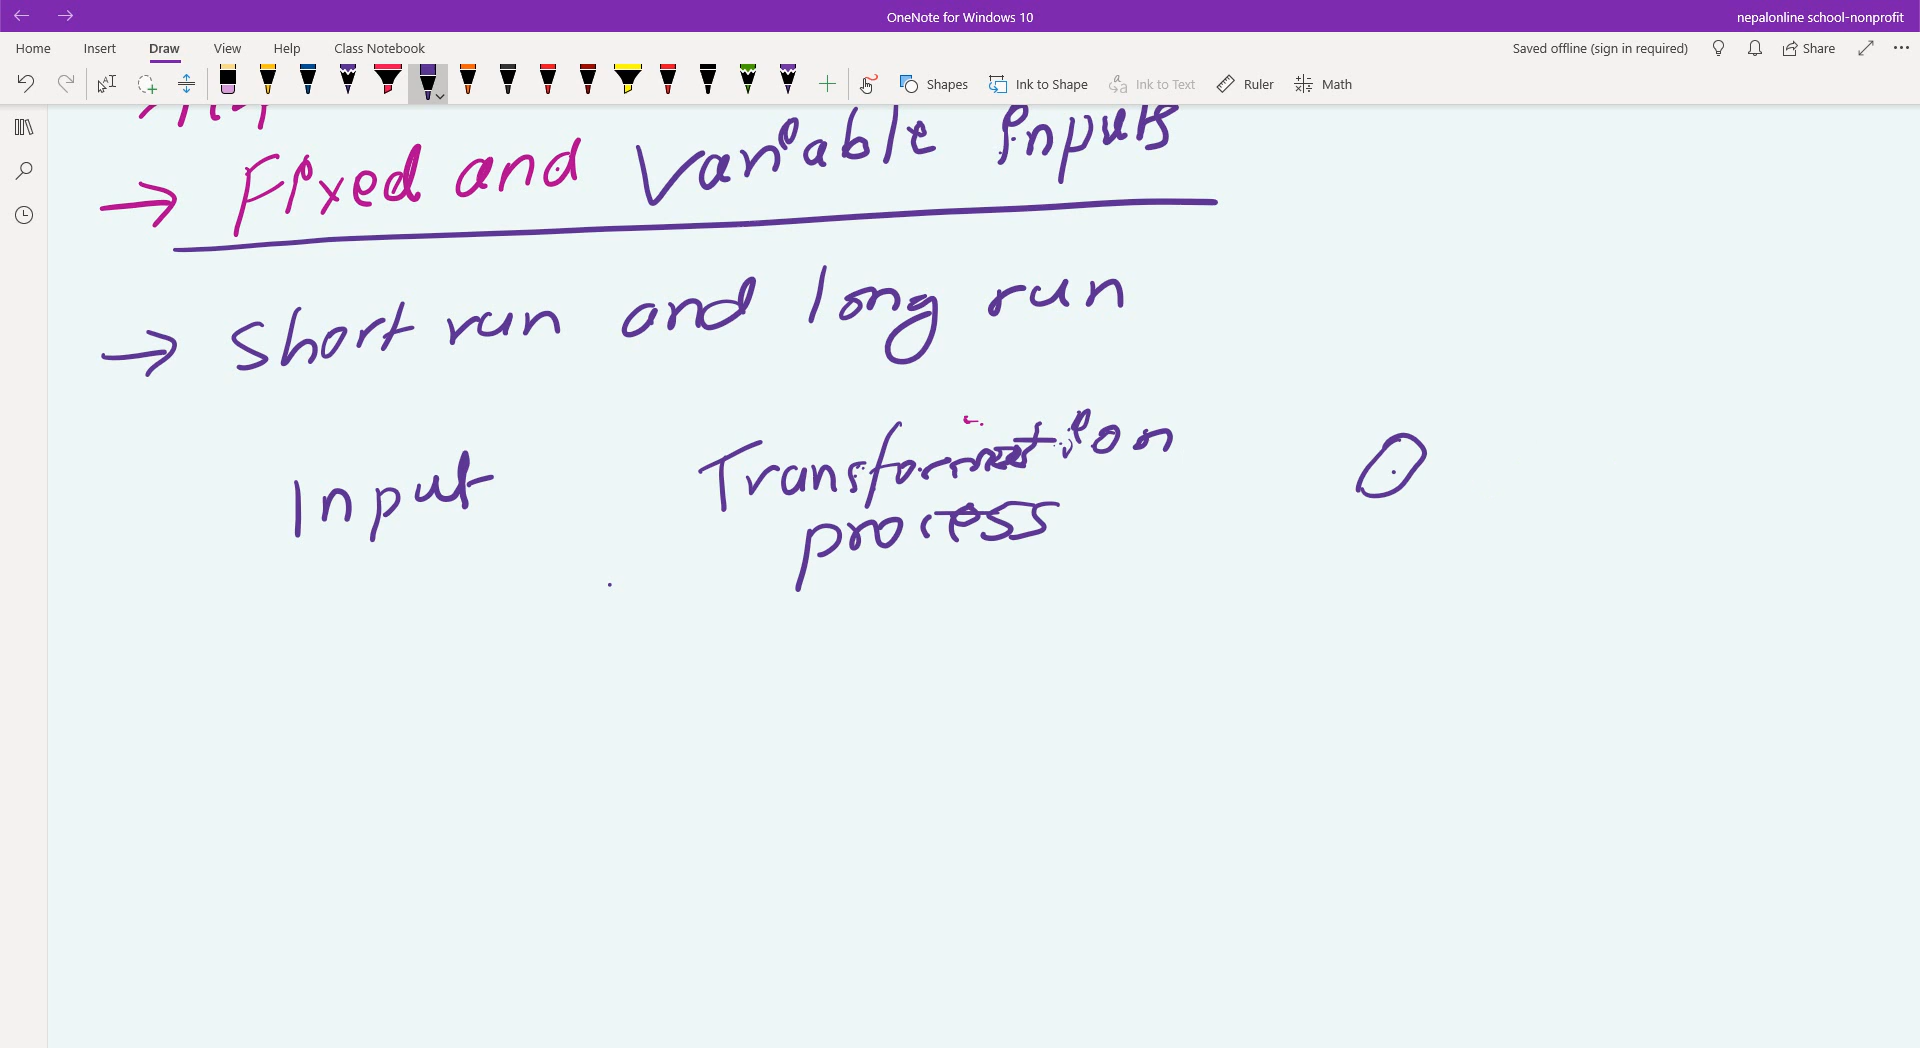 OneNote for Windows 10
nepalonline school-nonprofit
Home Insert Draw View Help Class Notebook
Saved offline (sign in required) Share
Shapes Ink to Shape Ink to Text Ruler Math
→ Fixed and Variable inputs
→ Short run and long run
Input Transformation O
process